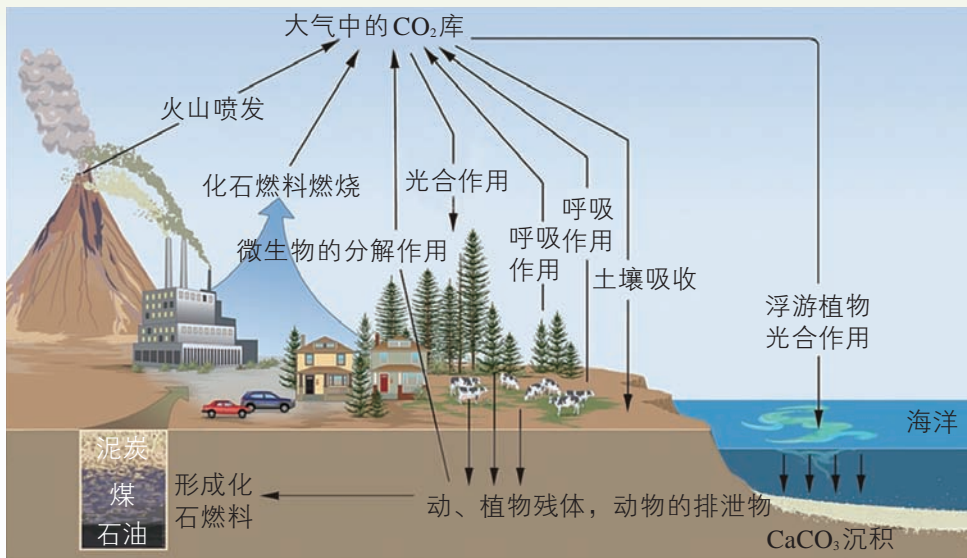 大气中的CO₂库
火山喷发
化石燃料燃烧
光合作用
微生物的分解作用
呼吸
作用
呼吸
作用
土壤吸收
浮游植物
光合作用
海洋
泥炭
煤
石油
形成化
石燃料
动、植物残体，动物的排泄物
CaCO₃沉积